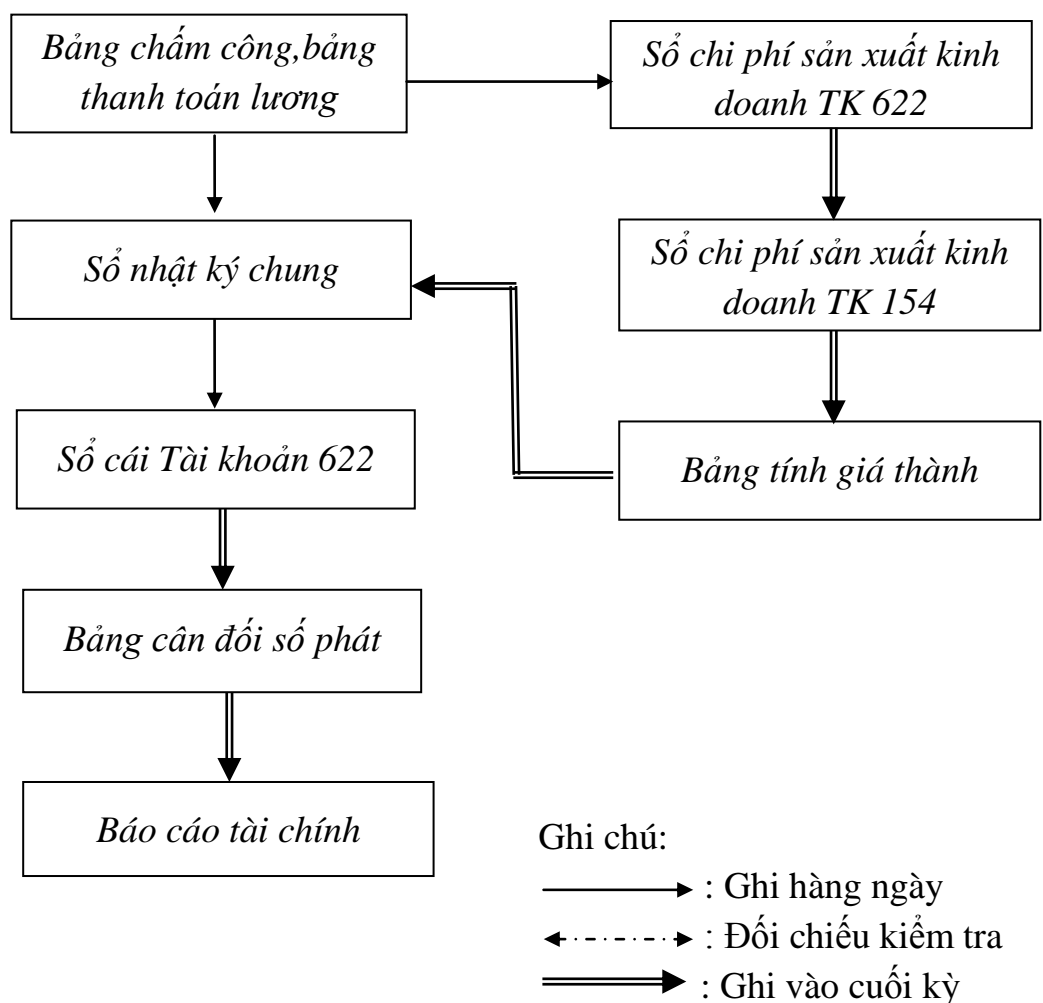 Bảng chấm công,bảng
thanh toán lương
Sổ chi phí sản xuất kinh
doanh TK 622
Sổ nhật ký chung
Sổ chi phí sản xuất kinh
doanh TK 154
Sổ cái Tài khoản 622
Bảng tính giá thành
Bảng cân đối số phát
Báo cáo tài chính
Ghi chú:
: Ghi hàng ngày
: Đối chiếu kiểm tra
: Ghi vào cuối kỳ